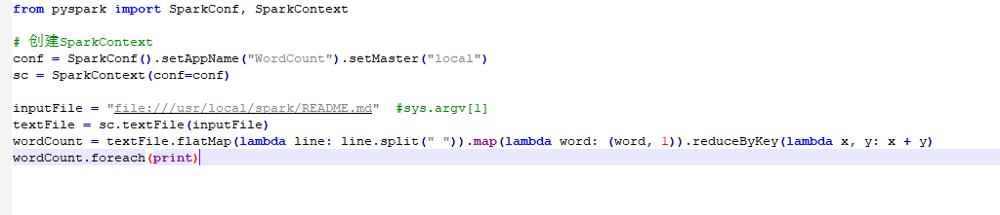 from pyspark import SparkConf, SparkContext
# 创建SparkContext
conf = SparkConf().setAppName("WordCount").setMaster("local")
sc = SparkContext(conf=conf)
inputFile = "file:///usr/local/spark/README.md"  #sys.argv[1]
textFile = sc.textFile(inputFile)
wordCount = textFile.flatMap(lambda line: line.split(" ")).map(lambda word: (word, 1)).reduceByKey(lambda x, y: x + y)
wordCount.foreach(print)